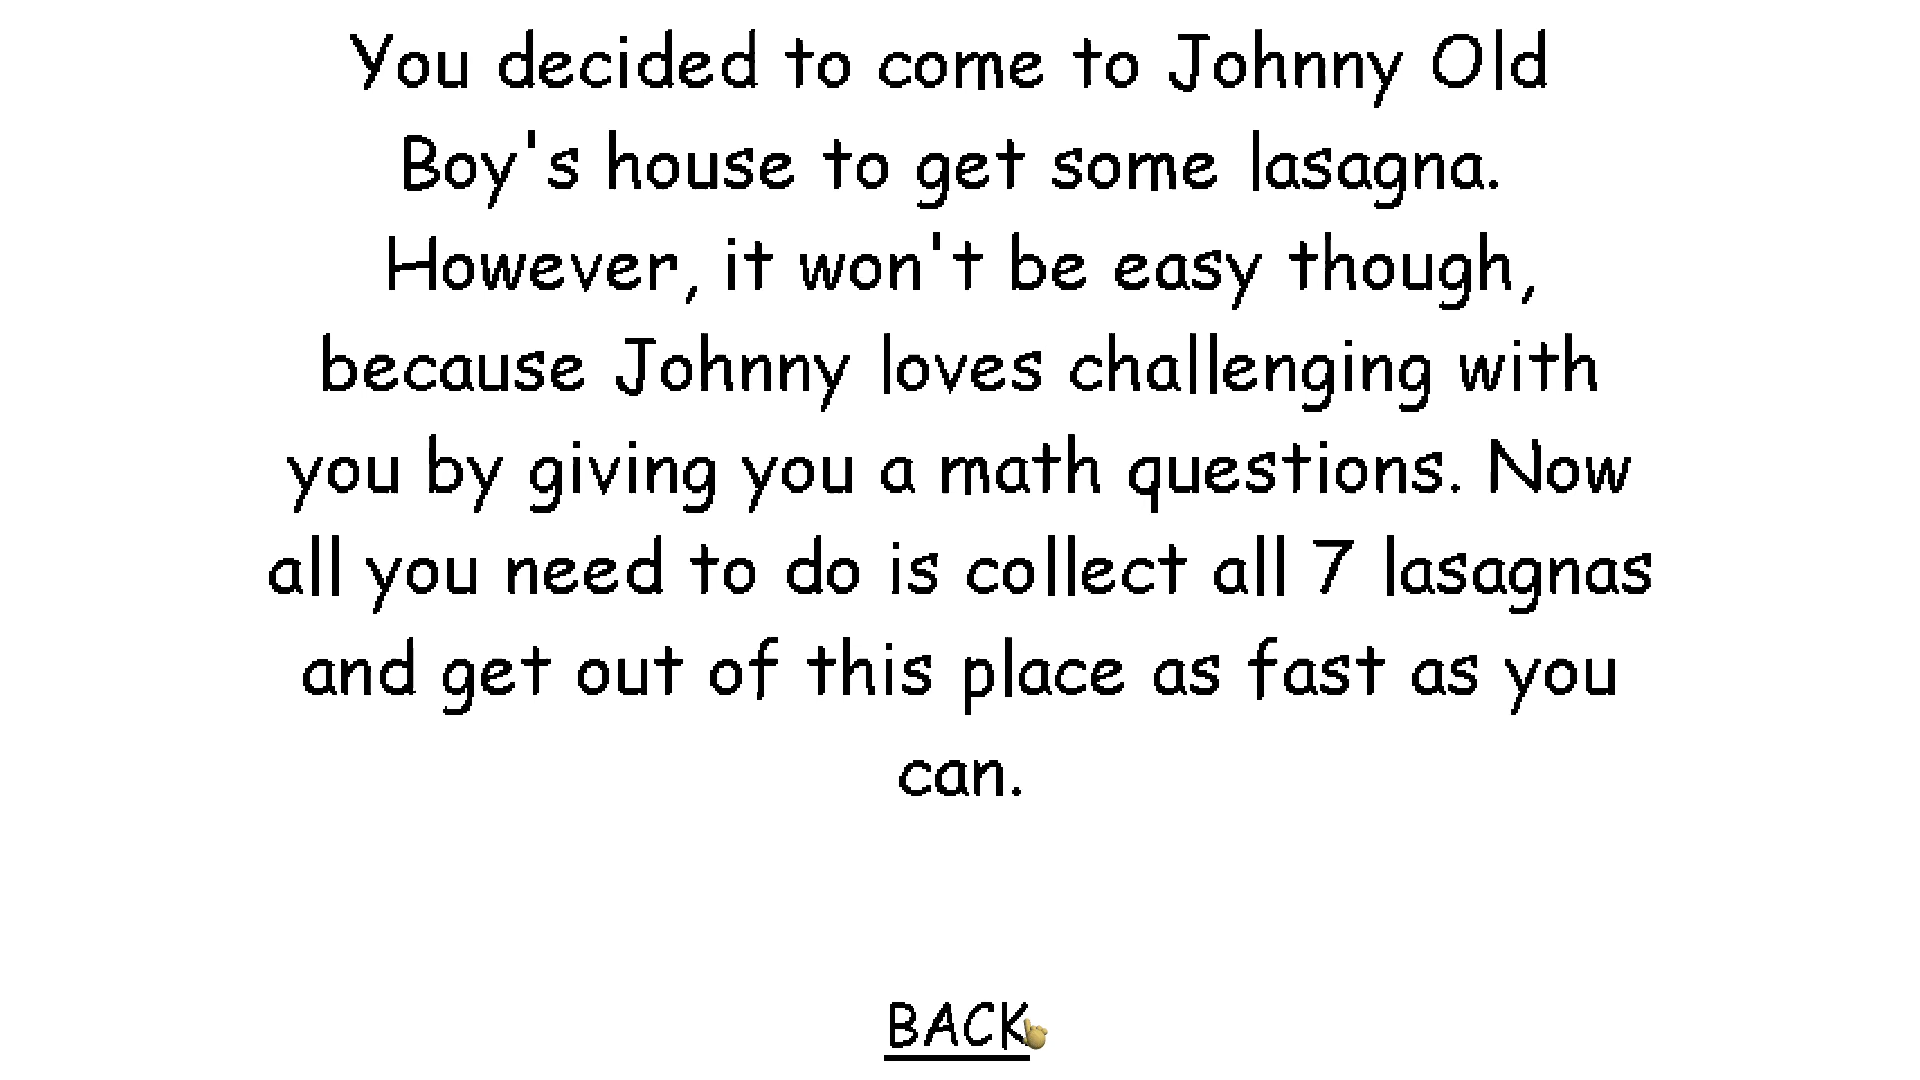 You decided to come to Johnny Old
Boy's house to get some lasagna.
However, it won't be easy though,
because Johnny loves challenging with
you by giving you a math questions. Now
all you need to do is collect all 7 lasagnas
and get out of this place as fast as you
can.
BACK